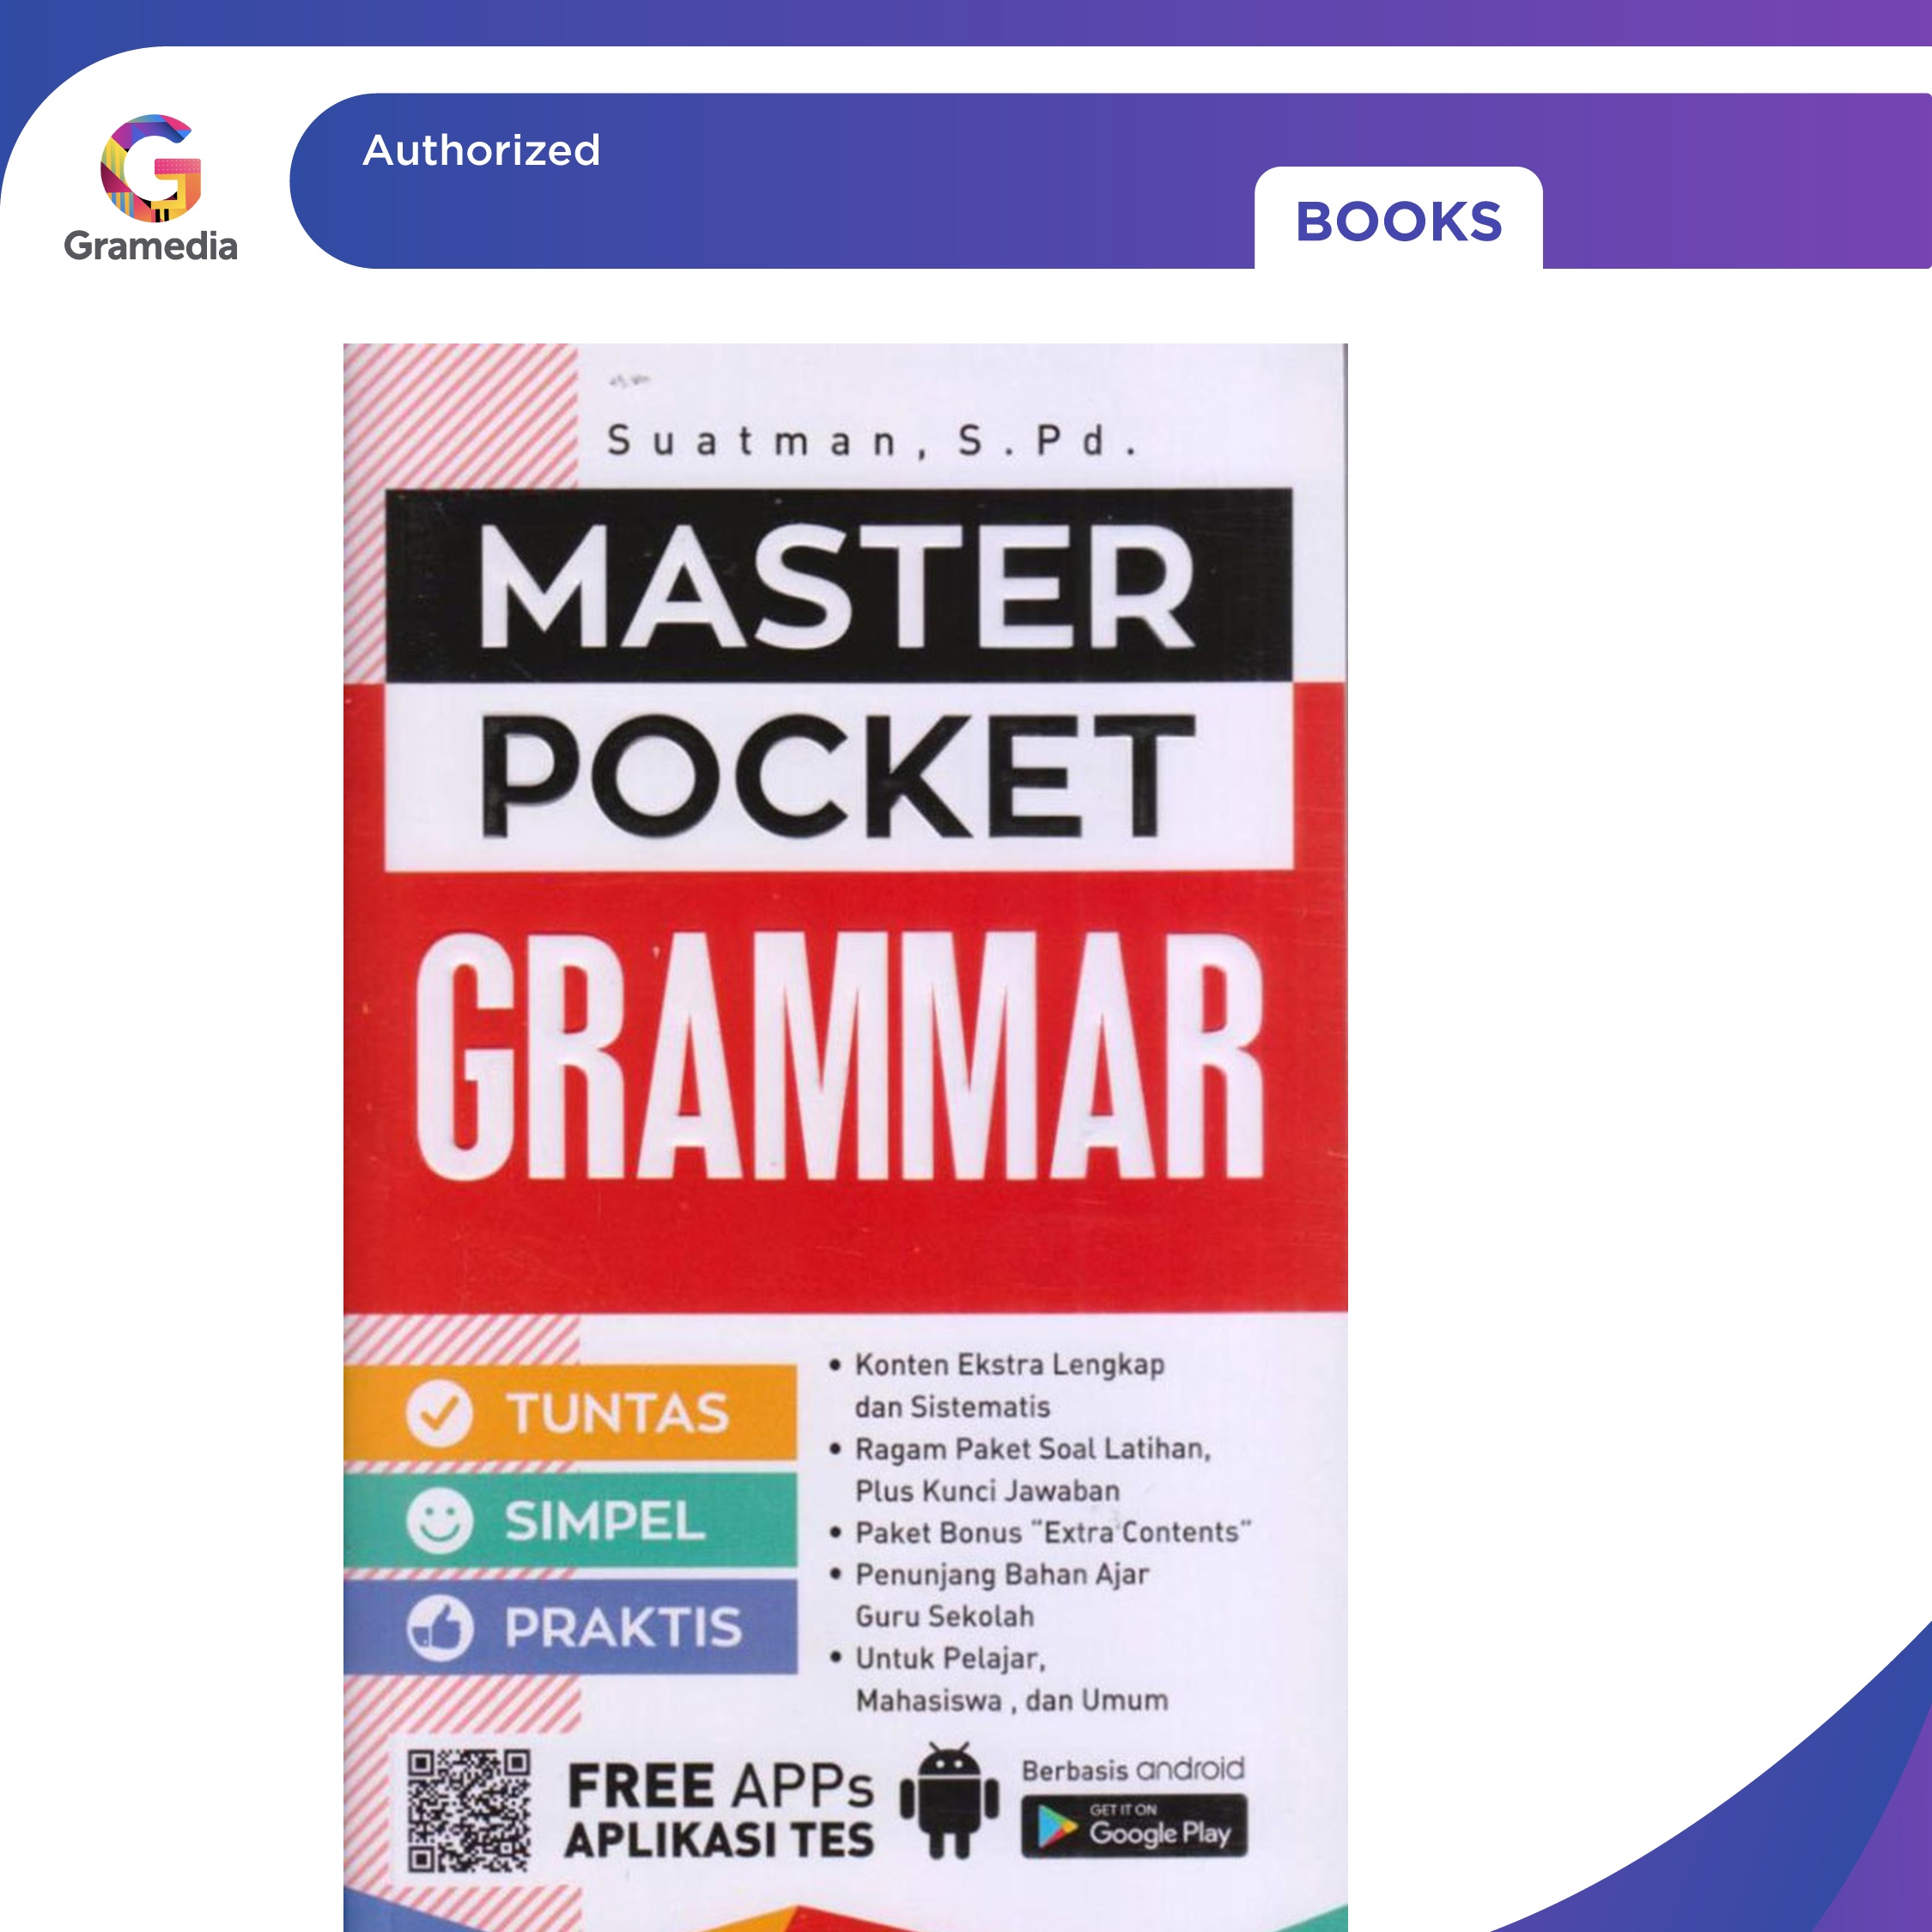 Authorized
BOOKS
Gramedia
Suatman, S.Pd.
MASTER
POCKET
GRAMMAR
TUNTAS
SIMPEL
PRAKTIS
• Konten Ekstra Lengkap
dan Sistematis
• Ragam Paket Soal Latihan,
Plus Kunci Jawaban
• Paket Bonus “Extra Contents”
• Penunjang Bahan Ajar
Guru Sekolah
• Untuk Pelajar,
Mahasiswa , dan Umum
FREE APPs
APLIKASI TES
Berbasis android
GET IT ON
Google Play